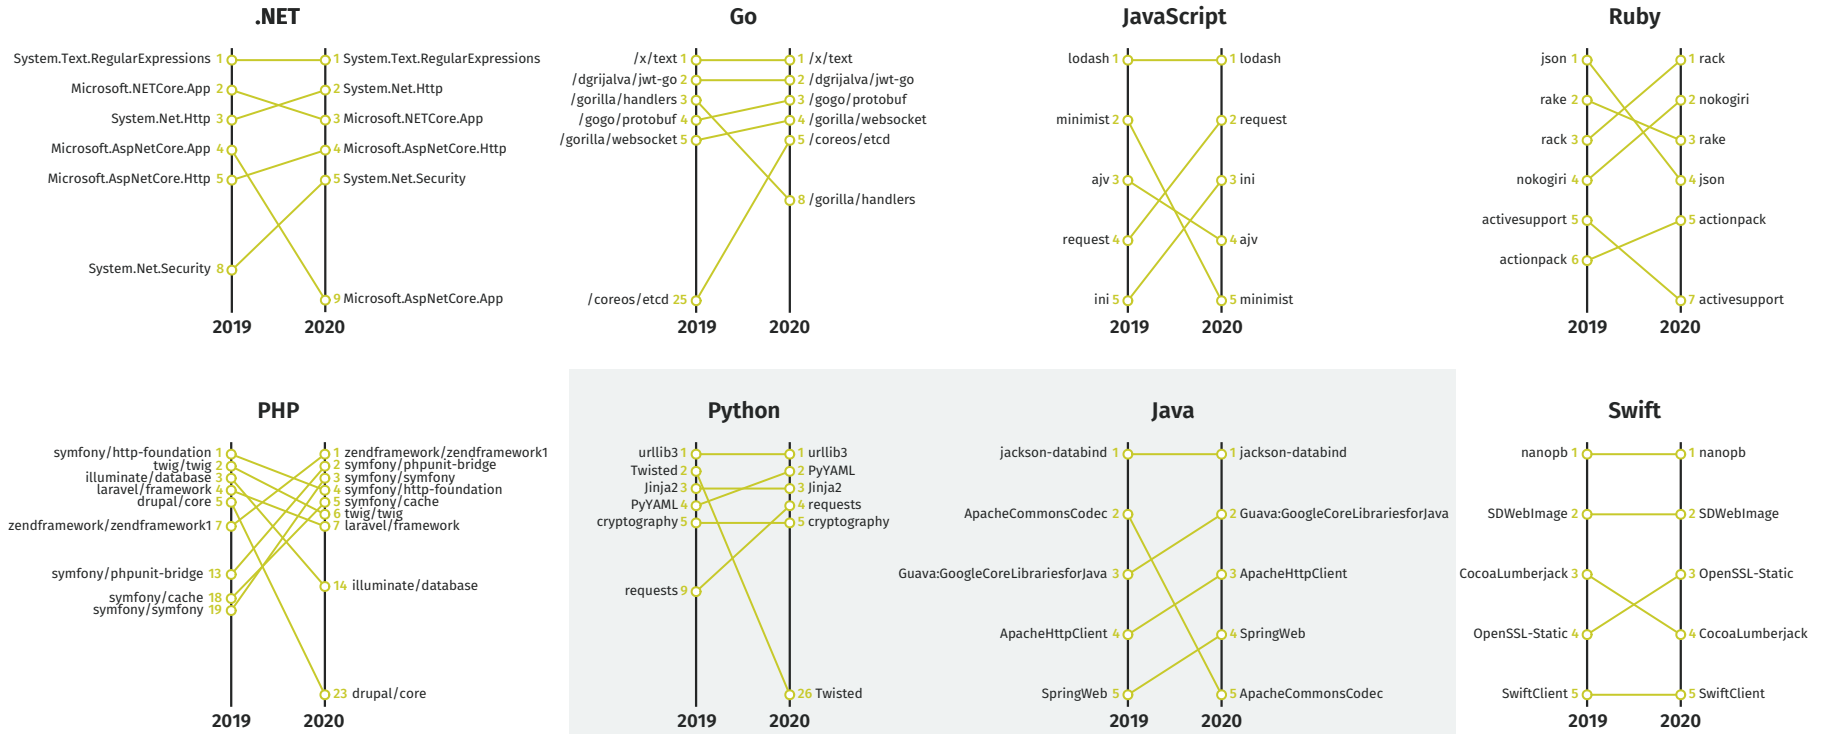 .NET
System.Text.RegularExpressions 1 1 System.Text.RegularExpressions
Microsoft.NETCore.App 2 2 System.Net.Http
System.Net.Http 3 3 Microsoft.NETCore.App
Microsoft.AspNetCore.App 4 4 Microsoft.AspNetCore.Http
Microsoft.AspNetCore.Http 5 5 System.Net.Security
System.Net.Security 8
9 Microsoft.AspNetCore.App
2019 2020
Go
/x/text 1 1 /x/text
/dgrijalva/jwt-go 2 2 /dgrijalva/jwt-go
/gorilla/handlers 3 3 /gogo/protobuf
/gogo/protobuf 4 4 /gorilla/websocket
/gorilla/websocket 5 5 /coreos/etcd
8 /gorilla/handlers
/coreos/etcd 25
2019 2020
JavaScript
lodash 1 1 lodash
minimist 2 2 request
ajv 3 3 ini
request 4 4 ajv
ini 5 5 minimist
2019 2020
Ruby
json 1 1 rack
rake 2 2 nokogiri
rack 3 3 rake
nokogiri 4 4 json
activesupport 5 5 actionpack
actionpack 6
7 activesupport
2019 2020
PHP
symfony/http-foundation 1 1 zendframework/zendframework1
twig/twig 2 2 symfony/phpunit-bridge
illuminate/database 3 3 symfony/symfony
laravel/framework 4 4 symfony/http-foundation
drupal/core 5 5 symfony/cache
6 twig/twig
zendframework/zendframework1 7 7 laravel/framework
symfony/phpunit-bridge 13
14 illuminate/database
symfony/cache 18
symfony/symfony 19
23 drupal/core
2019 2020
Python
urllib3 1 1 urllib3
Twisted 2 2 PyYAML
Jinja2 3 3 Jinja2
PyYAML 4 4 requests
cryptography 5 5 cryptography
requests 9
26 Twisted
2019 2020
Java
jackson-databind 1 1 jackson-databind
ApacheCommonsCodec 2 2 Guava:GoogleCoreLibrariesforJava
Guava:GoogleCoreLibrariesforJava 3 3 ApacheHttpClient
ApacheHttpClient 4 4 SpringWeb
SpringWeb 5 5 ApacheCommonsCodec
2019 2020
Swift
nanopb 1 1 nanopb
SDWebImage 2 2 SDWebImage
CocoaLumberjack 3 3 OpenSSL-Static
OpenSSL-Static 4 4 CocoaLumberjack
SwiftClient 5 5 SwiftClient
2019 2020